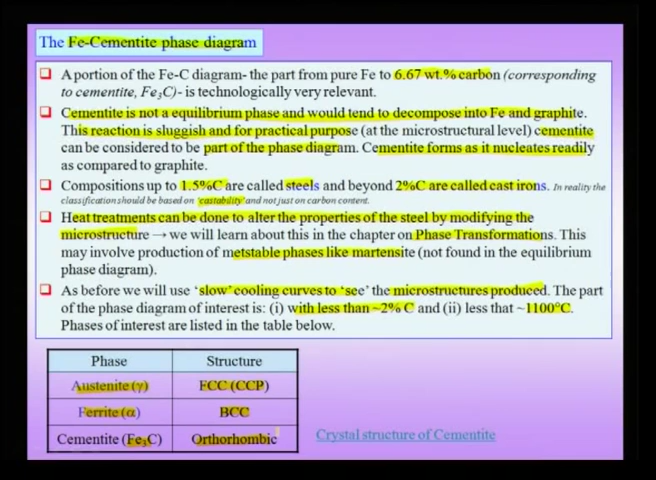 The Fe-Cementite phase diagram
A portion of the Fe-C diagram- the part from pure Fe to 6.67 wt.% carbon (corresponding
to cementite, Fe3C)- is technologically very relevant.
Cementite is not a equilibrium phase and would tend to decompose into Fe and graphite.
This reaction is sluggish and for practical purpose (at the microstructural level) cementite
can be considered to be part of the phase diagram. Cementite forms as it nucleates readily
as compared to graphite.
Compositions up to 1.5%C are called steels and beyond 2%C are called cast irons. In reality the
classification should be based on 'castability' and not just on carbon content.
Heat treatments can be done to alter the properties of the steel by modifying the
microstructure → we will learn about this in the chapter on Phase Transformations. This
may involve production of metstable phases like martensite (not found in the equilibrium
phase diagram).
As before we will use 'slow' cooling curves to 'see' the microstructures produced. The part
of the phase diagram of interest is: (i) with less than ~2% C and (ii) less that ~1100°C.
Phases of interest are listed in the table below.
Phase Structure
Austenite (γ) FCC (CCP)
Ferrite (α) BCC
Cementite (Fe3C) Orthorhombic
Crystal structure of Cementite